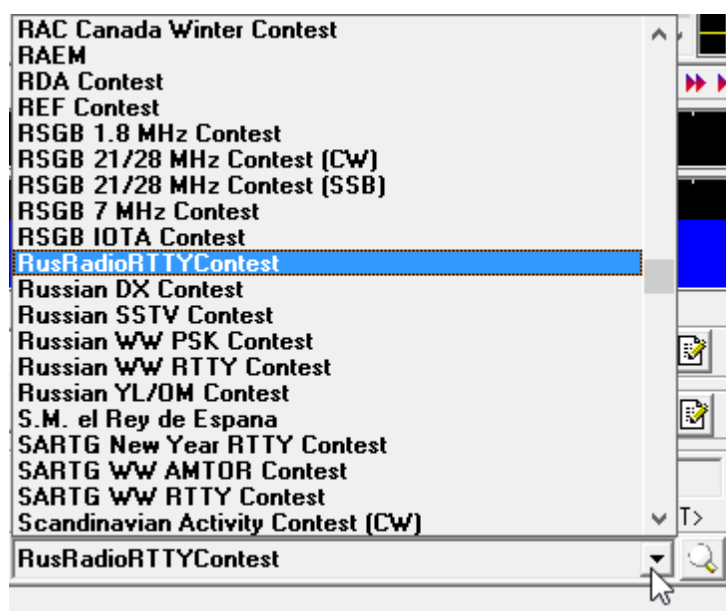 RAC Canada Winter Contest
RAEM
RDA Contest
REF Contest
RSGB 1.8 MHz Contest
RSGB 21/28 MHz Contest (CW)
RSGB 21/28 MHz Contest (SSB)
RSGB 7 MHz Contest
RSGB IOTA Contest
RusRadioRTTYContest
Russian DX Contest
Russian SSTV Contest
Russian WW PSK Contest
Russian WW RTTY Contest
Russian YL/OM Contest
S.M. el Rey de Espana
SARTG New Year RTTY Contest
SARTG WW AMTOR Contest
SARTG WW RTTY Contest
Scandinavian Activity Contest (CW)
T>
RusRadioRTTYContest